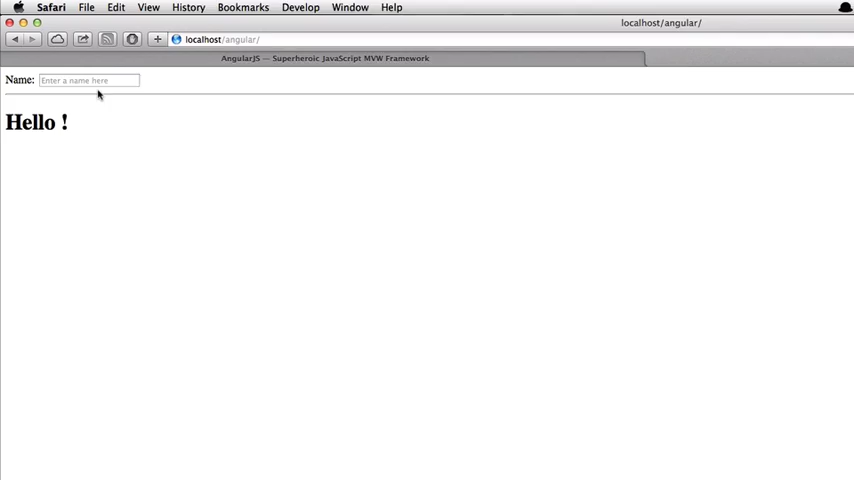 Safari File Edit View History Bookmarks Develop Window Help
localhost/angular/
localhost/angular/
AngularJS — Superheroic JavaScript MVW Framework
Name: Enter a name here
Hello !